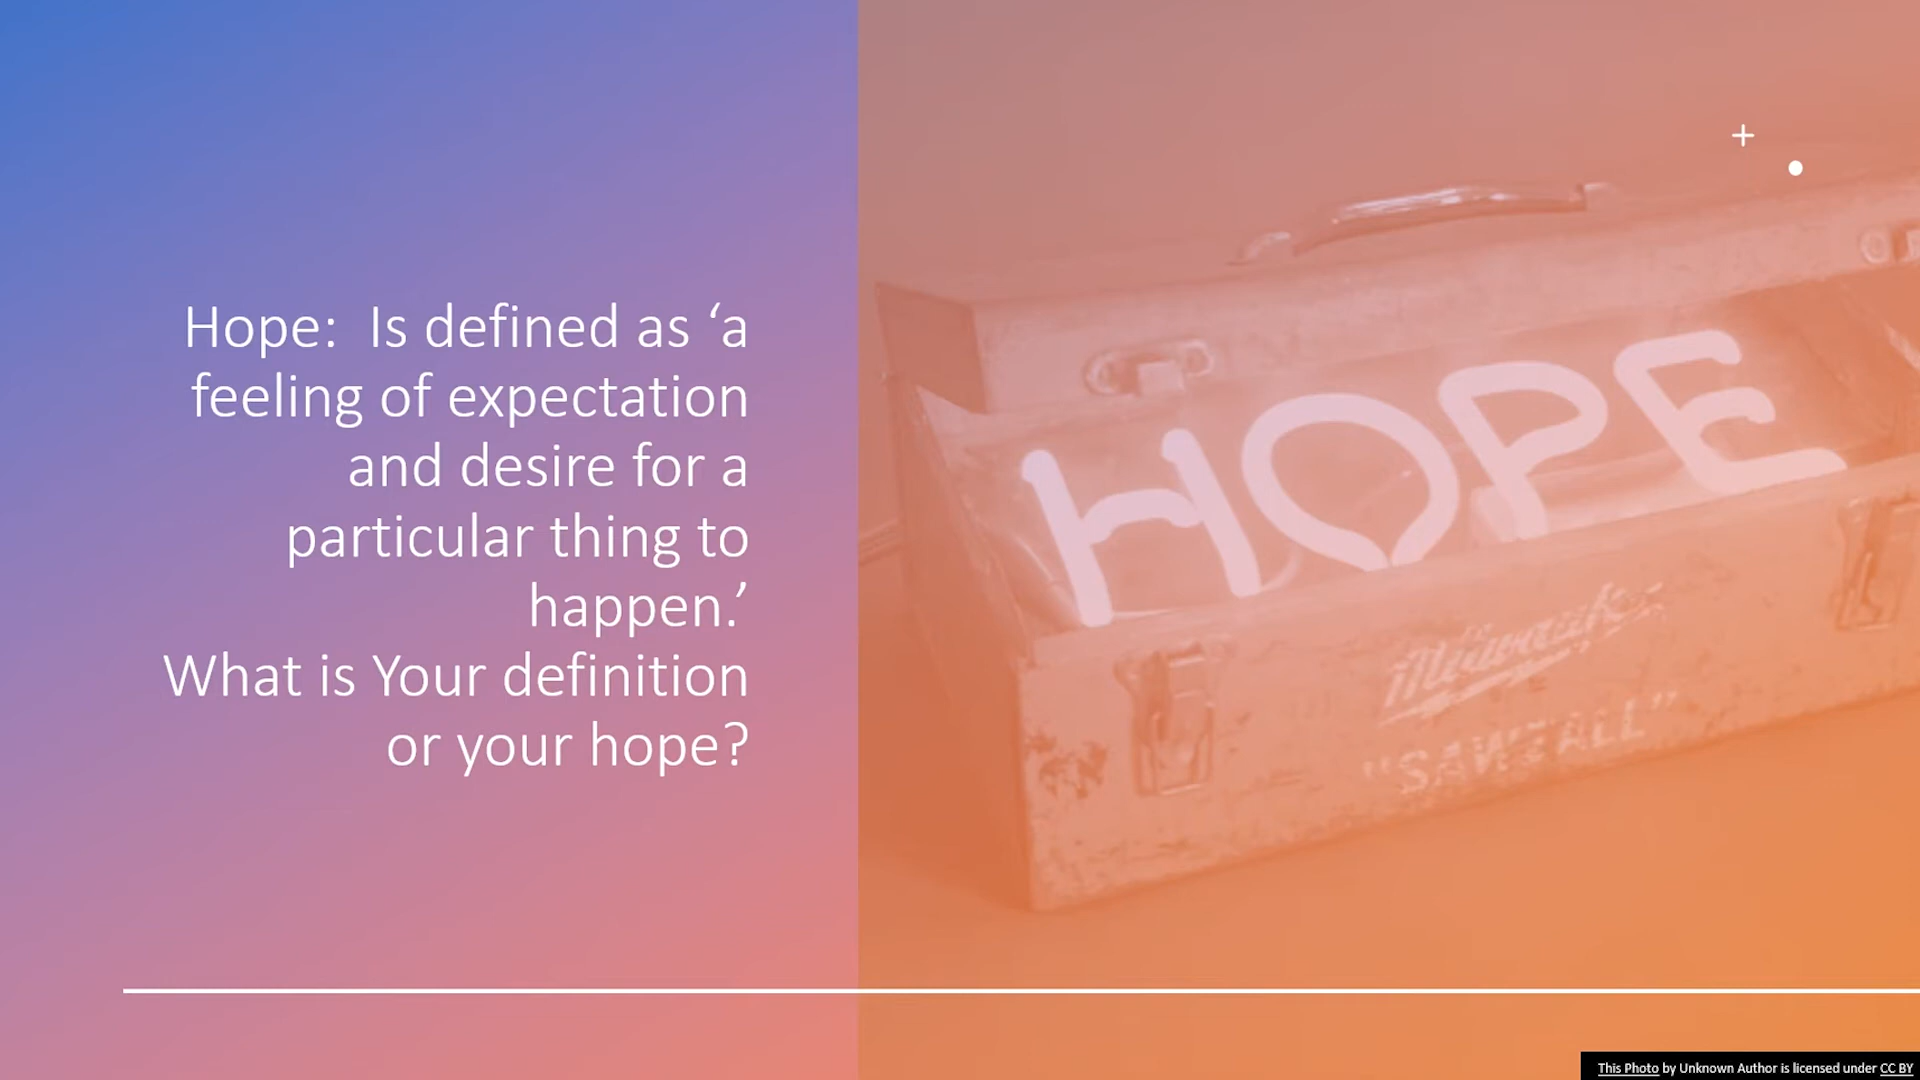 Hope:  Is defined as ‘a
feeling of expectation
and desire for a
particular thing to
happen.’
What is Your definition
or your hope?
HOPE
Milwaukee
"SAWZALL"
This Photo by Unknown Author is licensed under CC BY